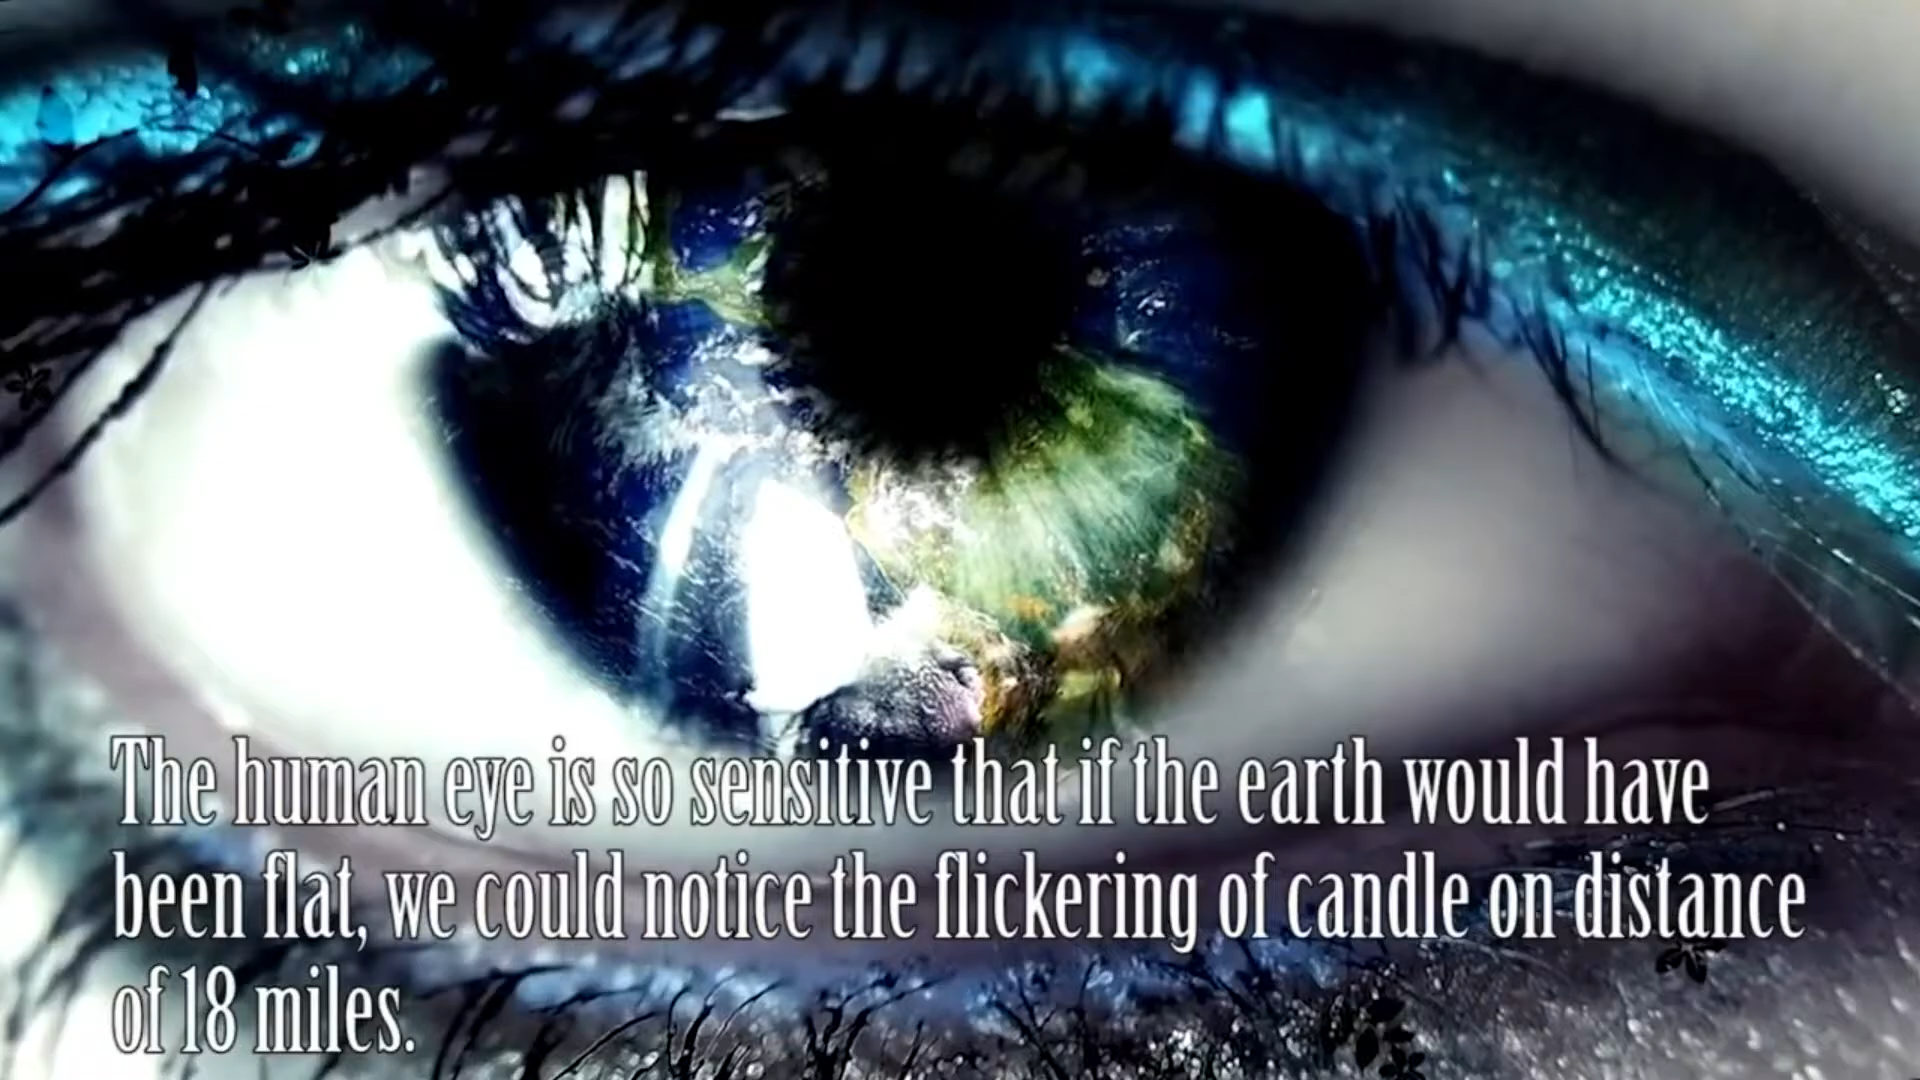 The human eye is so sensitive that if the earth would have
been flat, we could notice the flickering of candle on distance
of 18 miles.